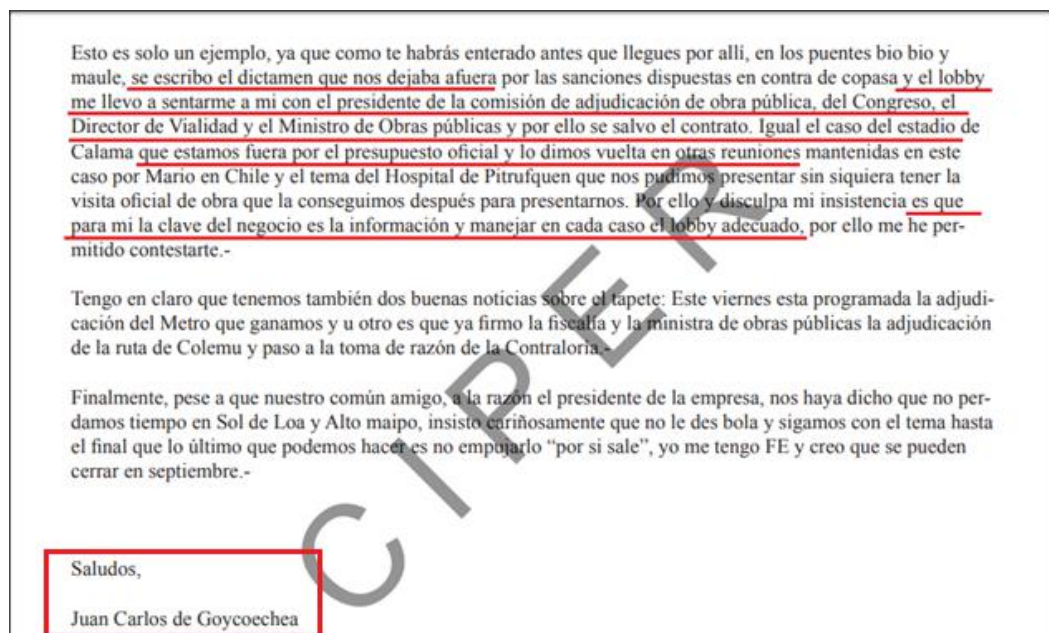 Esto es solo un ejemplo, ya que como te habrás enterado antes que llegues por allí, en los puentes bio bio y
maule, se escribo el dictamen que nos dejaba afuera por las sanciones dispuestas en contra de copasa y el lobby
me llevo a sentarme a mi con el presidente de la comisión de adjudicación de obra pública, del Congreso, el
Director de Vialidad y el Ministro de Obras públicas y por ello se salvo el contrato. Igual el caso del estadio de
Calama que estamos fuera por el presupuesto oficial y lo dimos vuelta en otras reuniones mantenidas en este
caso por Mario en Chile y el tema del Hospital de Pitrufquen que nos pudimos presentar sin siquiera tener la
visita oficial de obra que la conseguimos después para presentarnos. Por ello y disculpa mi insistencia es que
para mi la clave del negocio es la información y manejar en cada caso el lobby adecuado, por ello me he per-
mitido contestarte.-
Tengo en claro que tenemos también dos buenas noticias sobre el tapete: Este viernes esta programada la adjudi-
cación del Metro que ganamos y u otro es que ya firmo la fiscalía y la ministra de obras públicas la adjudicación
de la ruta de Colemu y paso a la toma de razón de la Contraloría.-
Finalmente, pese a que nuestro común amigo, a la razón el presidente de la empresa, nos haya dicho que no per-
damos tiempo en Sol de Loa y Alto maipo, insisto cariñosamente que no le des bola y sigamos con el tema hasta
el final que lo último que podemos hacer es no empujarlo “por si sale”, yo me tengo FE y creo que se pueden
cerrar en septiembre.-
Saludos,
Juan Carlos de Goycoechea
CIPER